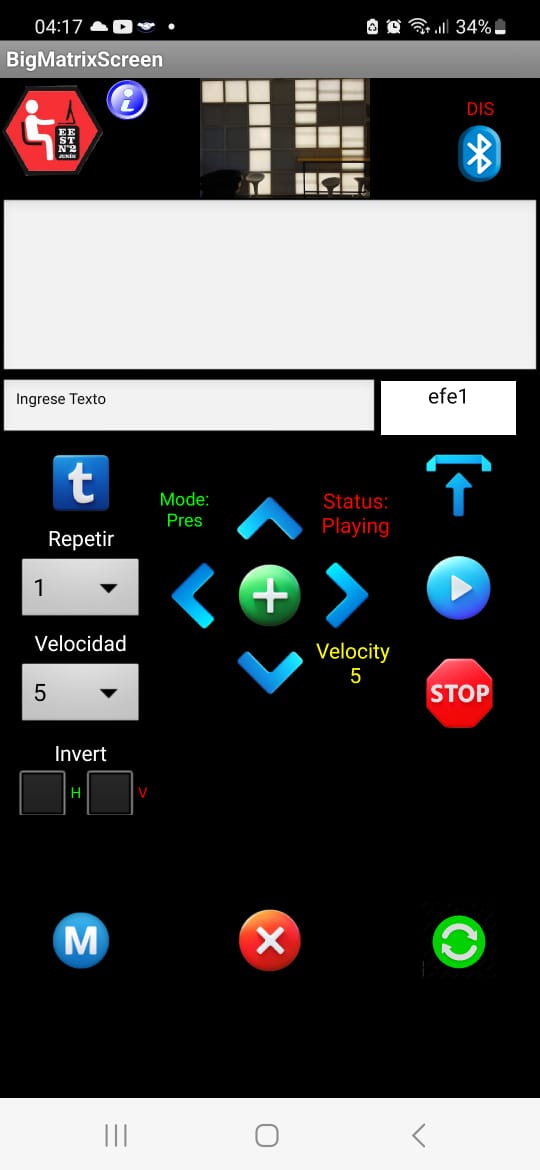 04:17
34%
BigMatrixScreen
EE
ST
N°2
JUNÍN
DIS
Ingrese Texto
efe1
t
Mode:
Pres
Status:
Playing
Repetir
1
Velocidad
5
Velocity
5
STOP
Invert
H
V
M